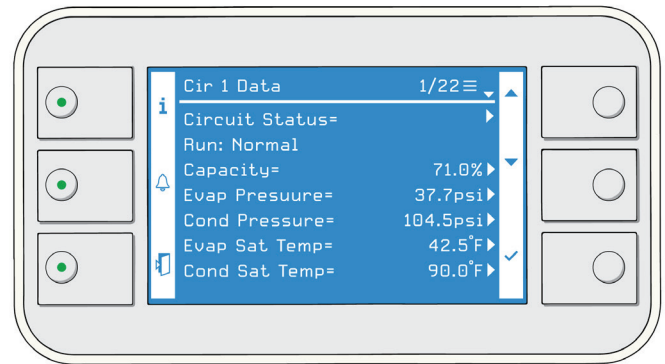 Cir 1 Data 1/22
i
Circuit Status=
Run: Normal
Capacity= 71.0%
Evap Presuure= 37.7psi
Cond Pressure= 104.5psi
Evap Sat Temp= 42.5°F
Cond Sat Temp= 90.0°F